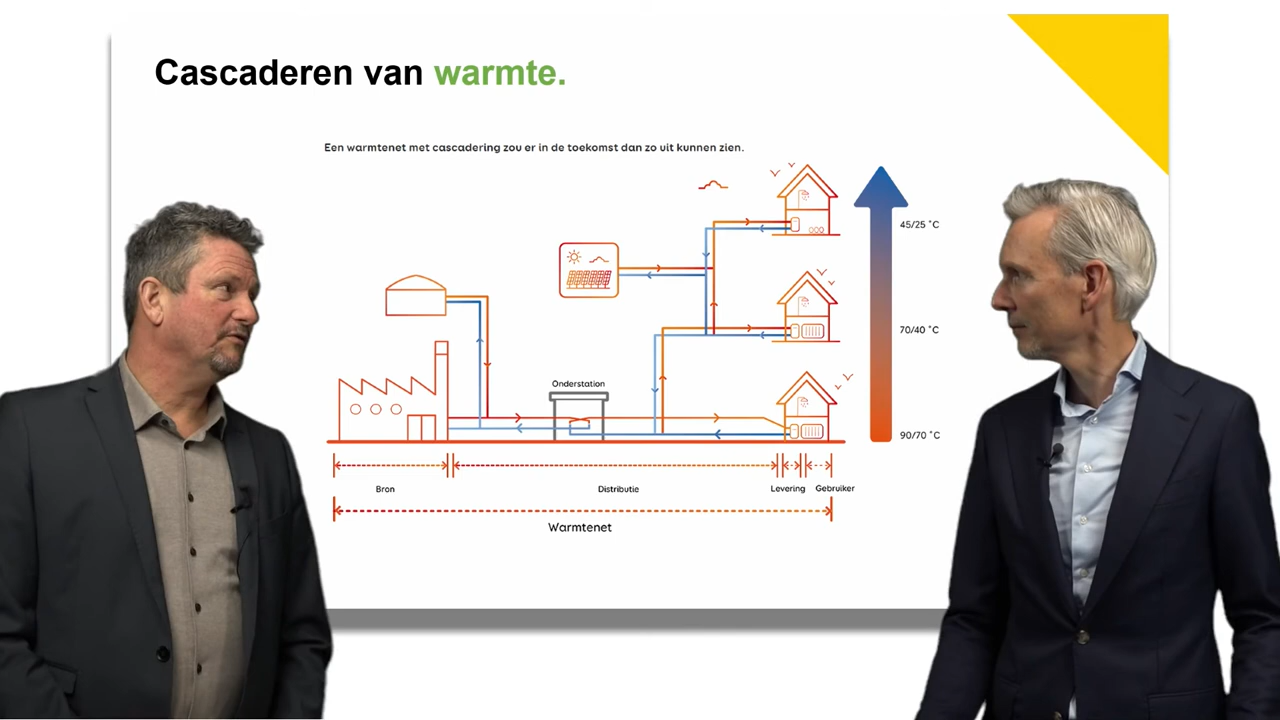 Cascaderen van warmte.
Een warmtenet met cascadering zou er in de toekomst dan zo uit kunnen zien.
45/25 °C
70/40 °C
Onderstation
90/70 °C
Bron
Distributie
Levering
Gebruiker
Warmtenet